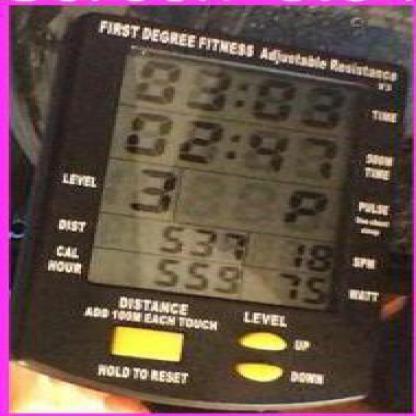 FIRST DEGREE FITNESS Adjustable Resistance
03:03 TIME
02:47 500M TIME
LEVEL 3 P PULSE
DIST 537 18 SPM
CAL HOUR 559 75 WATT
DISTANCE
ADD 100M EACH TOUCH
LEVEL
UP
DOWN
HOLD TO RESET